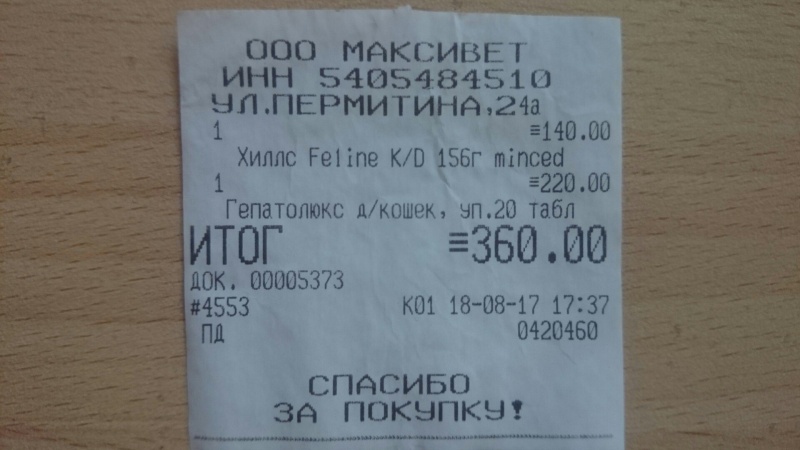 ООО МАКСИВЕТ
ИНН 5405484510
УЛ.ПЕРМИТИНА,24а
1 ≡140.00
Хиллс Feline K/D 156г minced
1 ≡220.00
Гепатолюкс д/кошек, уп.20 табл
ИТОГ ≡360.00
ДОК. 00005373
#4553 К01 18-08-17 17:37
ПД 0420460
СПАСИБО
ЗА ПОКУПКУ!